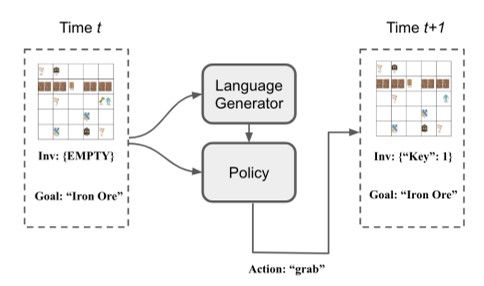 Time t
Time t+1
Language
Generator
Policy
Inv: {EMPTY}
Goal: “Iron Ore”
Inv: {“Key”: 1}
Goal: “Iron Ore”
Action: “grab”